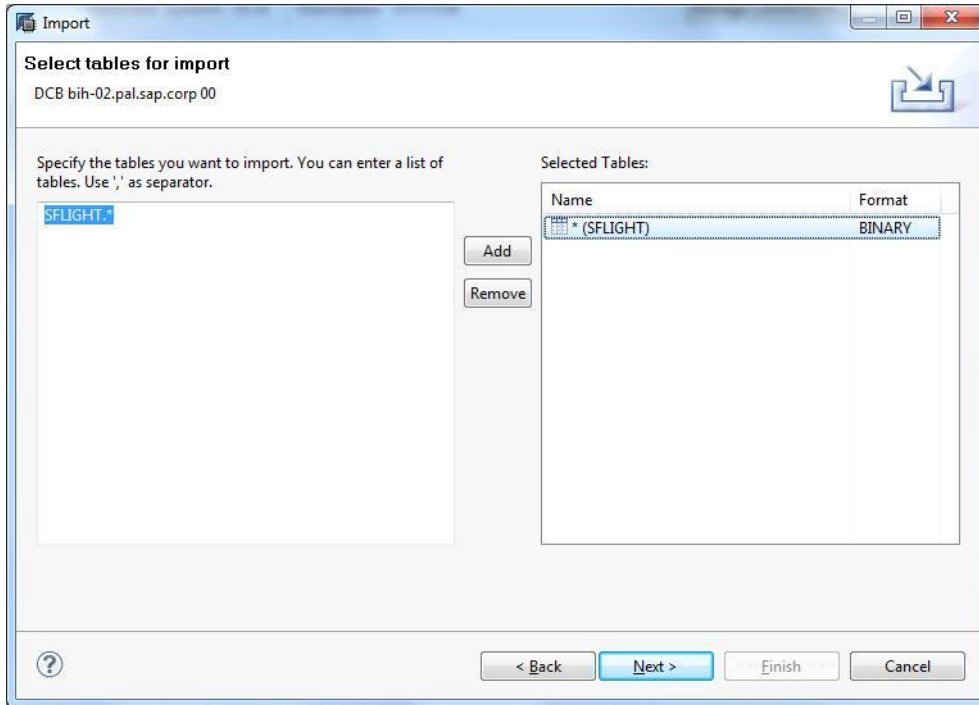 Import
Select tables for import
DCB bih-02.pal.sap.corp 00
Specify the tables you want to import. You can enter a list of
tables. Use ',' as separator.
SFLIGHT.*
Add
Remove
Selected Tables:
Name Format
* (SFLIGHT) BINARY
?
< Back Next > Finish Cancel